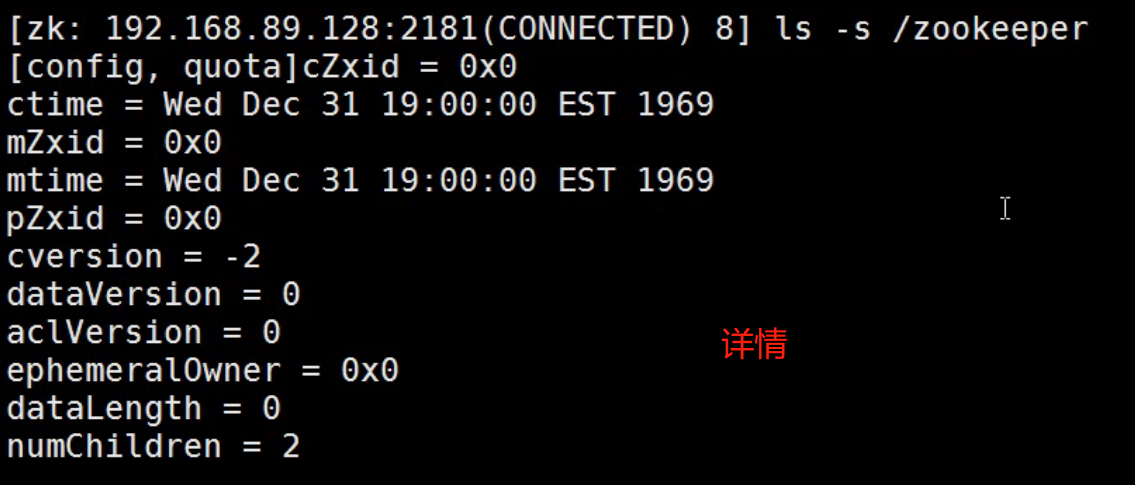 [zk: 192.168.89.128:2181(CONNECTED) 8] ls -s /zookeeper
[config, quota]cZxid = 0x0
ctime = Wed Dec 31 19:00:00 EST 1969
mZxid = 0x0
mtime = Wed Dec 31 19:00:00 EST 1969
pZxid = 0x0
cversion = -2
dataVersion = 0
aclVersion = 0
详情
ephemeralOwner = 0x0
dataLength = 0
numChildren = 2